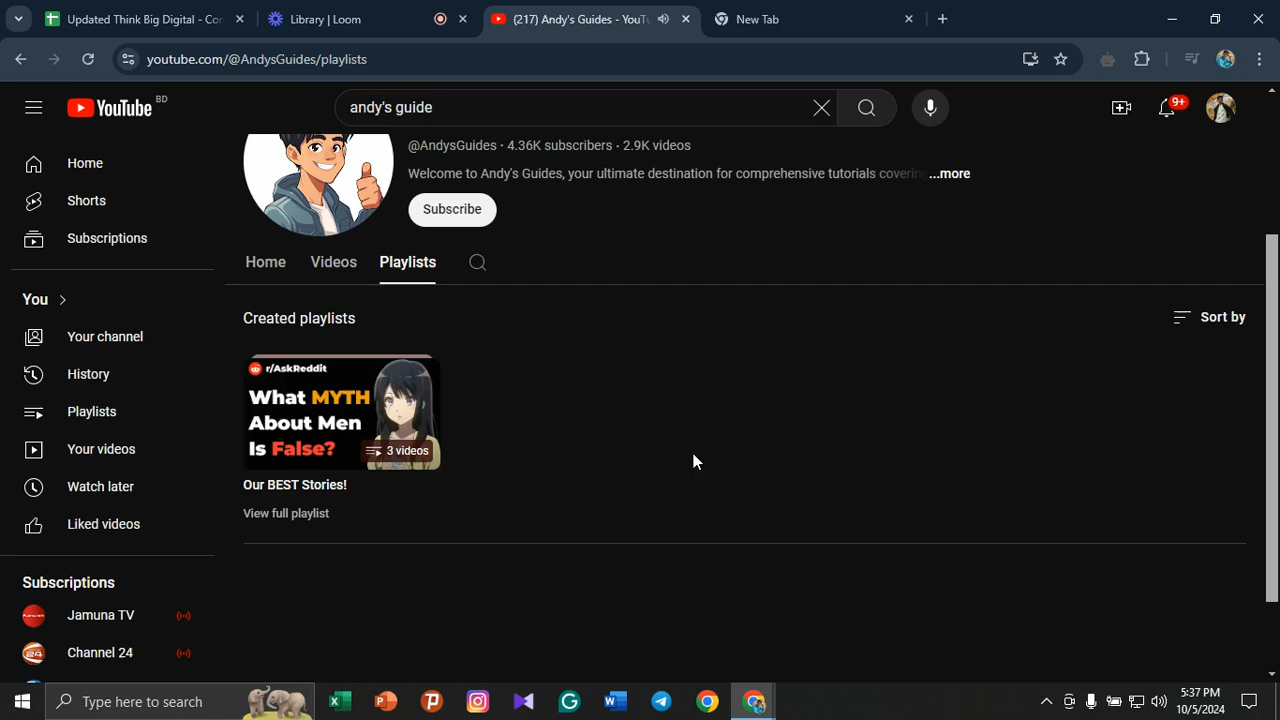 Updated Think Big Digital - Con
Library | Loom
(217) Andy's Guides - YouTu
New Tab
youtube.com/@AndysGuides/playlists
YouTube BD
andy's guide
9+
Home
Shorts
Subscriptions
You
Your channel
History
Playlists
Your videos
Watch later
Liked videos
Subscriptions
Jamuna TV
24
Channel 24
@AndysGuides • 4.36K subscribers • 2.9K videos
Welcome to Andy's Guides, your ultimate destination for comprehensive tutorials coverin ...more
Subscribe
Home Videos Playlists
Created playlists
Sort by
r/AskReddit
What MYTH
About Men
Is False?
3 videos
Our BEST Stories!
View full playlist
Type here to search
5:37 PM
10/5/2024